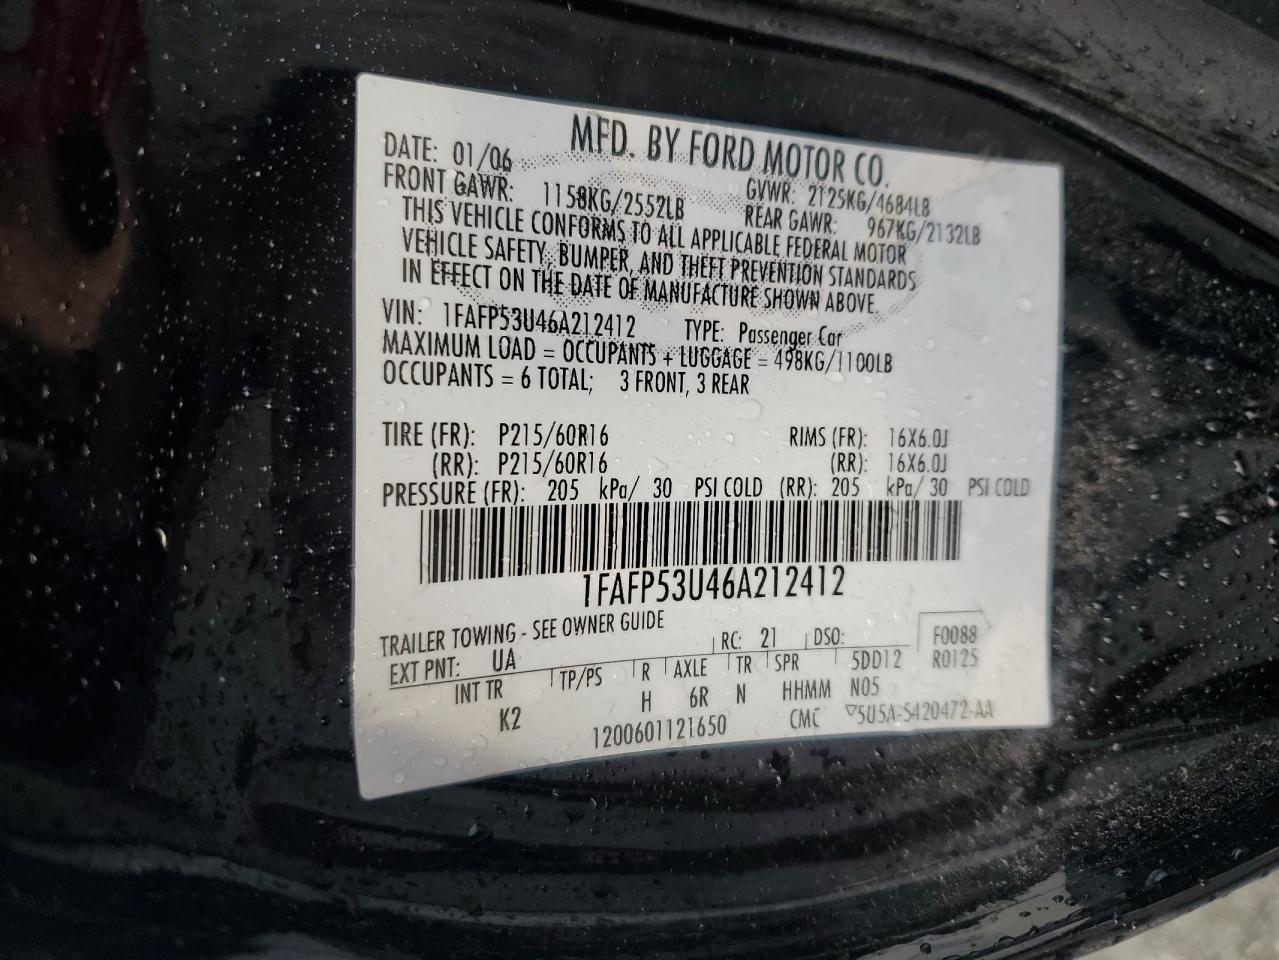 MFD. BY FORD MOTOR CO.
DATE: 01/06 GVWR: 2125KG/4684LB
FRONT GAWR: 1158KG/2552LB REAR GAWR: 967KG/2132LB
THIS VEHICLE CONFORMS TO ALL APPLICABLE FEDERAL MOTOR
VEHICLE SAFETY, BUMPER, AND THEFT PREVENTION STANDARDS
IN EFFECT ON THE DATE OF MANUFACTURE SHOWN ABOVE.
VIN: 1FAFP53U46A212412 TYPE: Passenger Car
MAXIMUM LOAD = OCCUPANTS + LUGGAGE = 498KG/1100LB
OCCUPANTS = 6 TOTAL; 3 FRONT, 3 REAR
TIRE (FR): P215/60R16 RIMS (FR): 16X6.0J
(RR): P215/60R16 (RR): 16X6.0J
PRESSURE (FR): 205 kPa/ 30 PSI COLD (RR): 205 kPa/ 30 PSI COLD
1FAFP53U46A212412
TRAILER TOWING - SEE OWNER GUIDE
EXT PNT: UA RC: 21 DSO: F0088
INT TR TP/PS R AXLE TR SPR 5DD12 R0125
K2 H 6R N HHMM N05
1200601121650 CMC ▽5U5A-5420472-AA